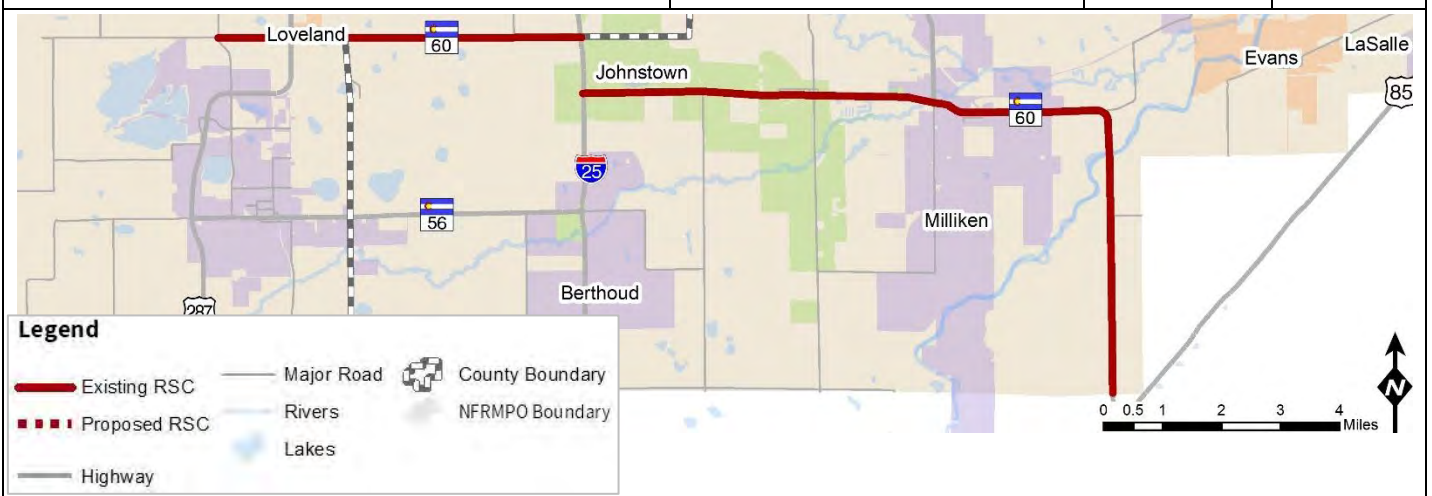 Loveland
60
Johnstown
Evans
LaSalle
85
60
25
56
Milliken
Berthoud
287
Legend
Existing RSC
Proposed RSC
Highway
Major Road
Rivers
Lakes
County Boundary
NFRMPO Boundary
0 0.5 1 2 3 4
Miles
N